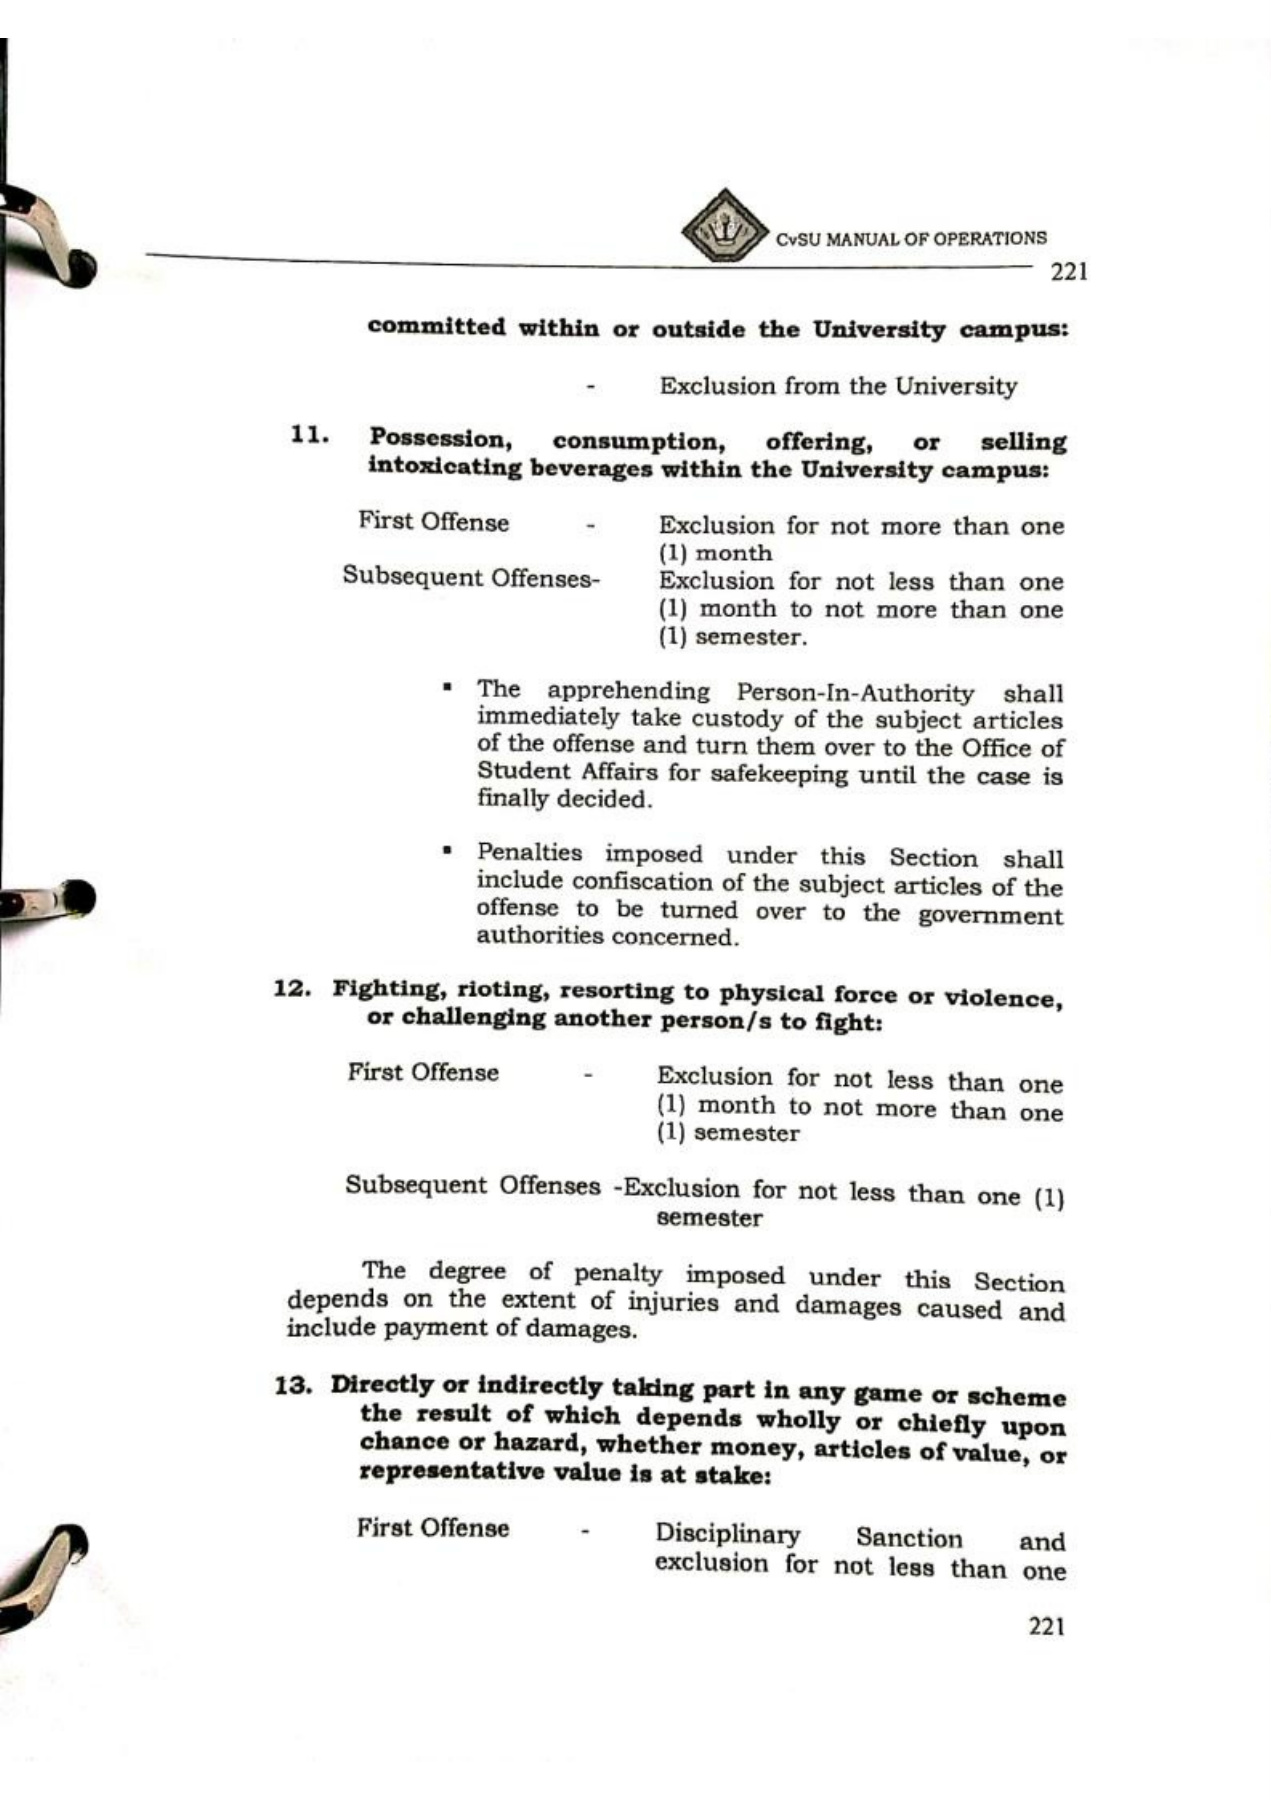 CvSU MANUAL OF OPERATIONS
221
committed within or outside the University campus:
- Exclusion from the University
11. Possession, consumption, offering, or selling
intoxicating beverages within the University campus:
First Offense - Exclusion for not more than one
(1) month
Subsequent Offenses- Exclusion for not less than one
(1) month to not more than one
(1) semester.
▪ The apprehending Person-In-Authority shall
immediately take custody of the subject articles
of the offense and turn them over to the Office of
Student Affairs for safekeeping until the case is
finally decided.
▪ Penalties imposed under this Section shall
include confiscation of the subject articles of the
offense to be turned over to the government
authorities concerned.
12. Fighting, rioting, resorting to physical force or violence,
or challenging another person/s to fight:
First Offense - Exclusion for not less than one
(1) month to not more than one
(1) semester
Subsequent Offenses -Exclusion for not less than one (1)
semester
The degree of penalty imposed under this Section
depends on the extent of injuries and damages caused and
include payment of damages.
13. Directly or indirectly taking part in any game or scheme
the result of which depends wholly or chiefly upon
chance or hazard, whether money, articles of value, or
representative value is at stake:
First Offense - Disciplinary Sanction and
exclusion for not less than one
221